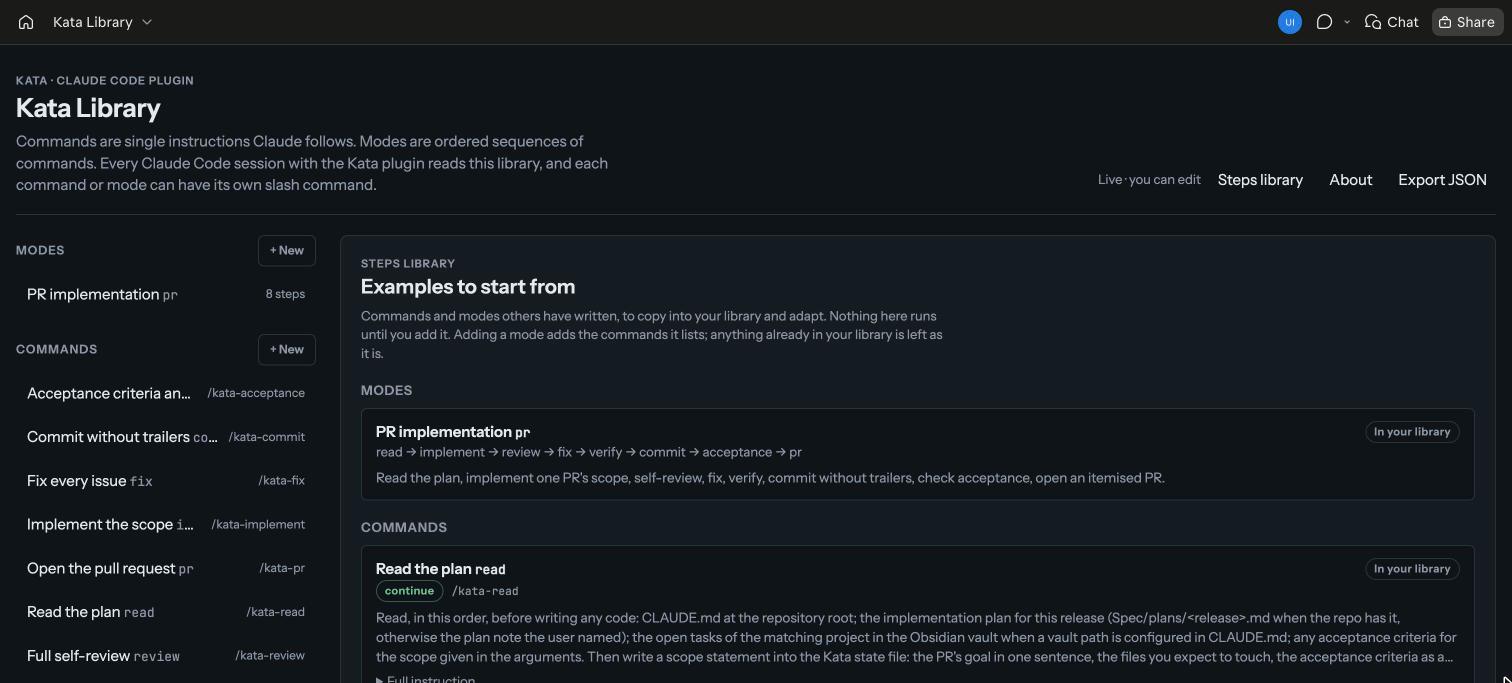 Kata Library
UI
Chat
Share
KATA · CLAUDE CODE PLUGIN
Kata Library
Commands are single instructions Claude follows. Modes are ordered sequences of
commands. Every Claude Code session with the Kata plugin reads this library, and each
command or mode can have its own slash command.
Live · you can edit
Steps library
About
Export JSON
MODES
+ New
PR implementation pr
8 steps
COMMANDS
+ New
Acceptance criteria an...
/kata-acceptance
Commit without trailers co...
/kata-commit
Fix every issue fix
/kata-fix
Implement the scope i...
/kata-implement
Open the pull request pr
/kata-pr
Read the plan read
/kata-read
Full self-review review
/kata-review
STEPS LIBRARY
Examples to start from
Commands and modes others have written, to copy into your library and adapt. Nothing here runs
until you add it. Adding a mode adds the commands it lists; anything already in your library is left as
it is.
MODES
PR implementation pr
In your library
read → implement → review → fix → verify → commit → acceptance → pr
Read the plan, implement one PR's scope, self-review, fix, verify, commit without trailers, check acceptance, open an itemised PR.
COMMANDS
Read the plan read
In your library
continue
/kata-read
Read, in this order, before writing any code: CLAUDE.md at the repository root; the implementation plan for this release (Spec/plans/<release>.md when the repo has it,
otherwise the plan note the user named); the open tasks of the matching project in the Obsidian vault when a vault path is configured in CLAUDE.md; any acceptance criteria for
the scope given in the arguments. Then write a scope statement into the Kata state file: the PR's goal in one sentence, the files you expect to touch, the acceptance criteria as a...
Full instruction